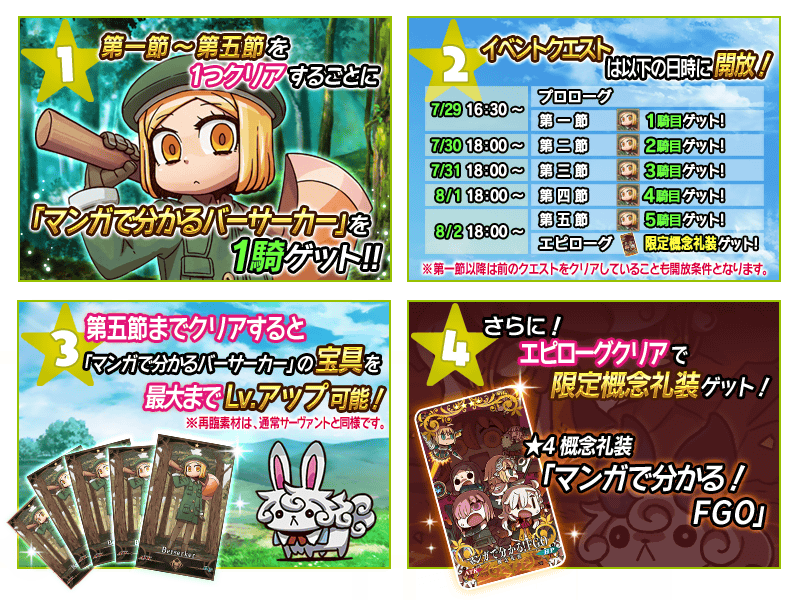 1
第一節～第五節を
1つクリアするごとに
「マンガで分かるバーサーカー」を
1騎ゲット!!
2
イベントクエスト
は以下の日時に開放！
7/29 16:30～ プロローグ
第一節 1騎目ゲット!
7/30 18:00～ 第二節 2騎目ゲット!
7/31 18:00～ 第三節 3騎目ゲット!
8/1 18:00～ 第四節 4騎目ゲット!
8/2 18:00～ 第五節 5騎目ゲット!
エピローグ 限定概念礼装ゲット!
※第一節以降は前のクエストをクリアしていることも開放条件となります。
3
第五節までクリアすると
「マンガで分かるバーサーカー」の宝具を
最大までLv.アップ可能！
※再臨素材は、通常サーヴァントと同様です。
Berserker
4
さらに！
エピローグクリアで
限定概念礼装ゲット！
★4 概念礼装
「マンガで分かる！
FGO」
マンガで分かるFGO